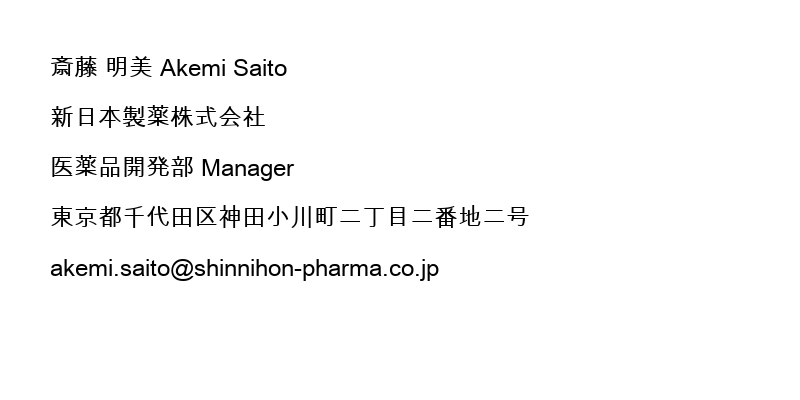 斎藤 明美 Akemi Saito
新日本製薬株式会社
医薬品開発部 Manager
東京都千代田区神田小川町二丁目二番地二号
akemi.saito@shinnihon-pharma.co.jp